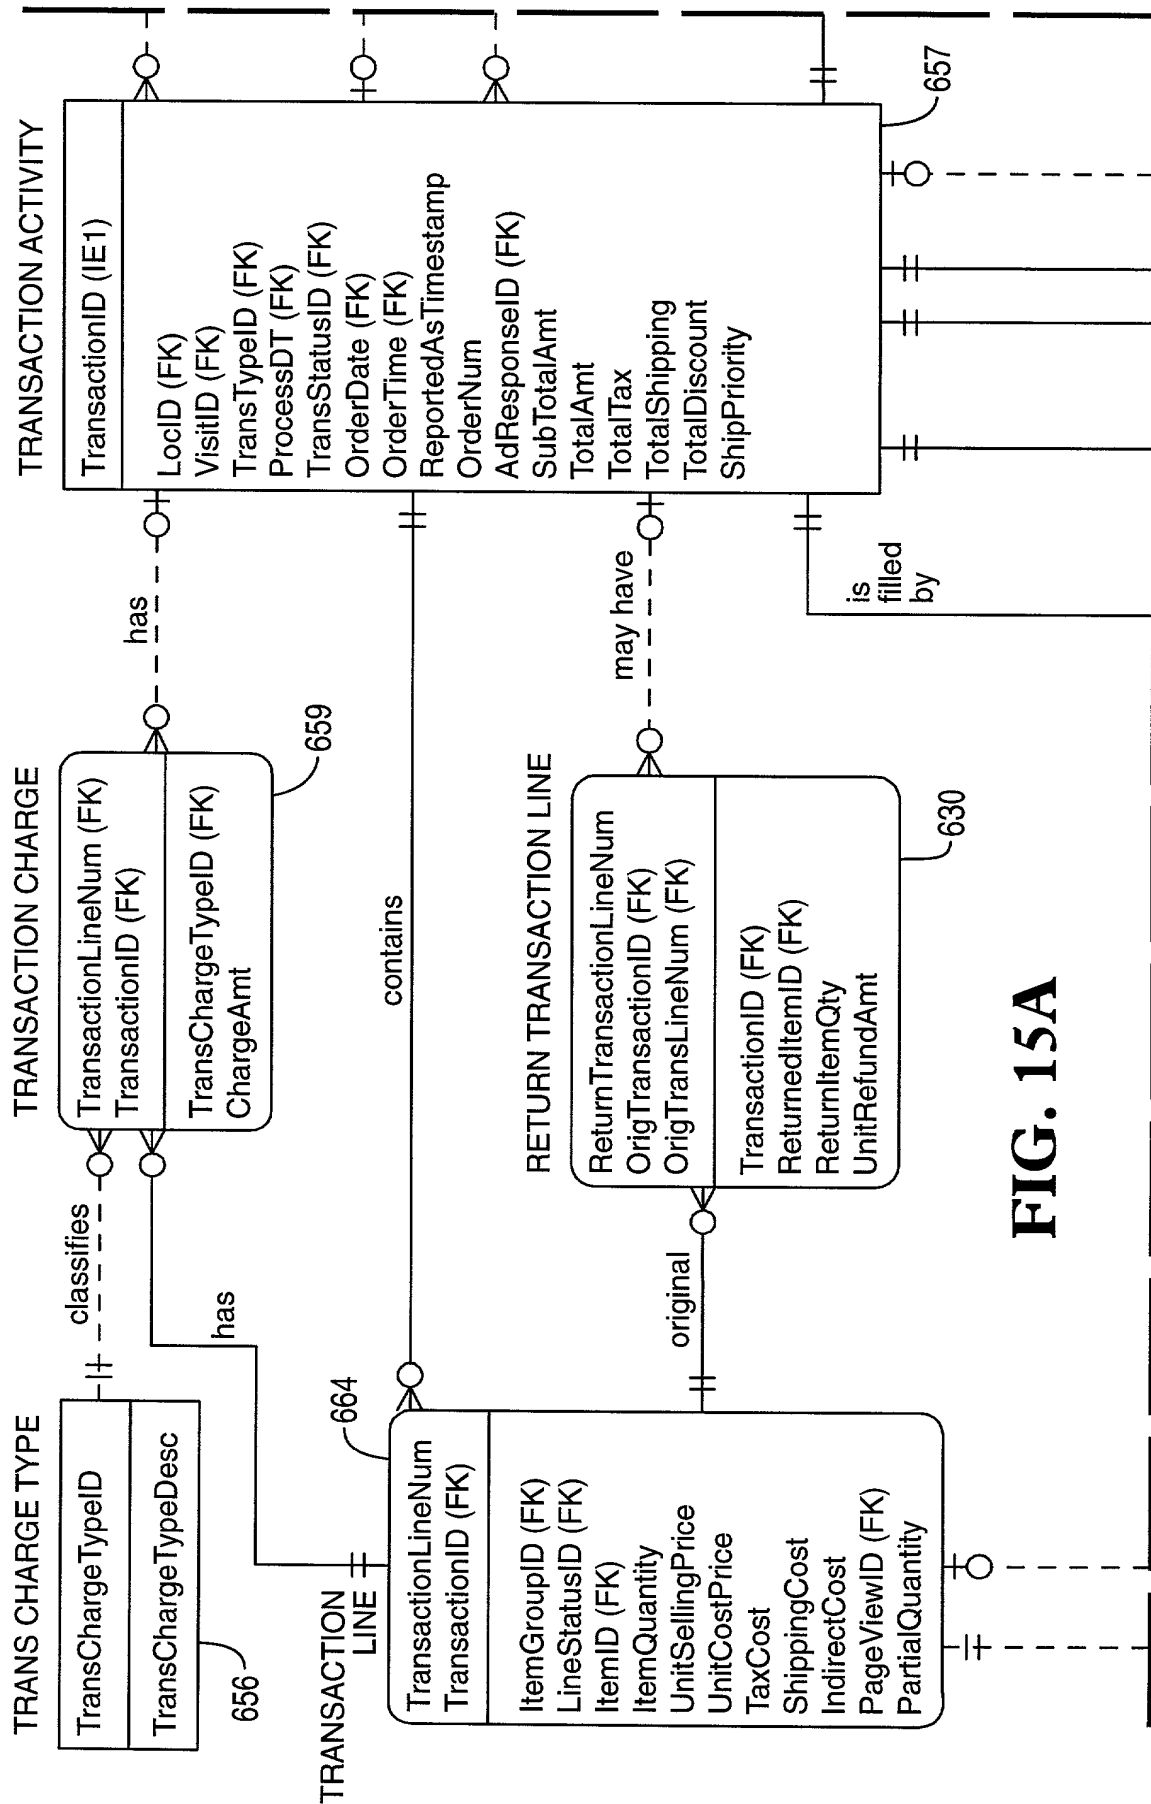 TRANS CHARGE TYPE
TransChargeTypeID
TransChargeTypeDesc
656
classifies
has
TRANSACTION CHARGE
TransactionLineNum (FK)
TransactionID (FK)
TransChargeTypeID (FK)
ChargeAmt
659
has
TRANSACTION ACTIVITY
TransactionID (IE1)
LocID (FK)
VisitID (FK)
TransTypeID (FK)
ProcessDT (FK)
TransStatusID (FK)
OrderDate (FK)
OrderTime (FK)
ReportedAsTimestamp
OrderNum
AdResponseID (FK)
SubTotalAmt
TotalAmt
TotalTax
TotalShipping
TotalDiscount
ShipPriority
657
TRANSACTION
LINE
664
TransactionLineNum
TransactionID (FK)
ItemGroupID (FK)
LineStatusID (FK)
ItemID (FK)
ItemQuantity
UnitSellingPrice
UnitCostPrice
TaxCost
ShippingCost
IndirectCost
PageViewID (FK)
PartialQuantity
contains
original
RETURN TRANSACTION LINE
ReturnTransactionLineNum
OrigTransactionID (FK)
OrigTransLineNum (FK)
TransactionID (FK)
ReturnedItemID (FK)
ReturnItemQty
UnitRefundAmt
630
may have
is
filled
by
FIG. 15A